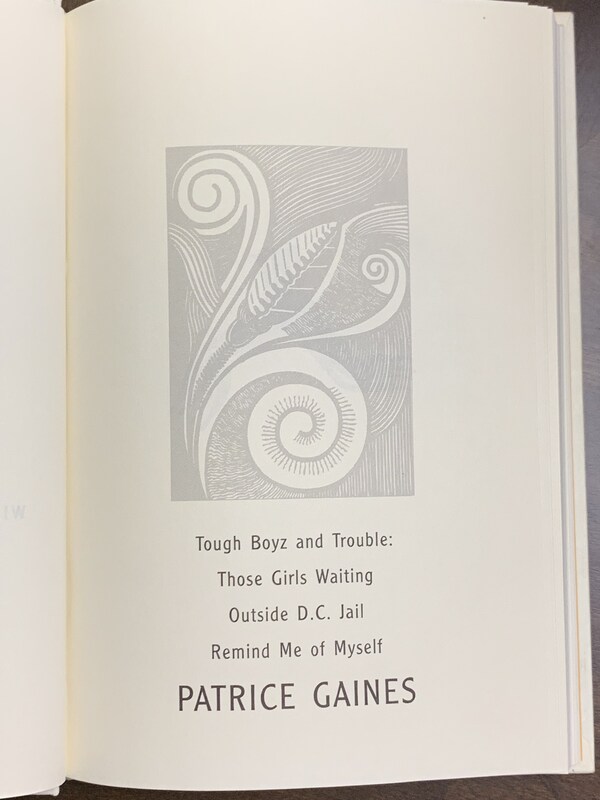 Tough Boyz and Trouble:
Those Girls Waiting
Outside D.C. Jail
Remind Me of Myself
PATRICE GAINES